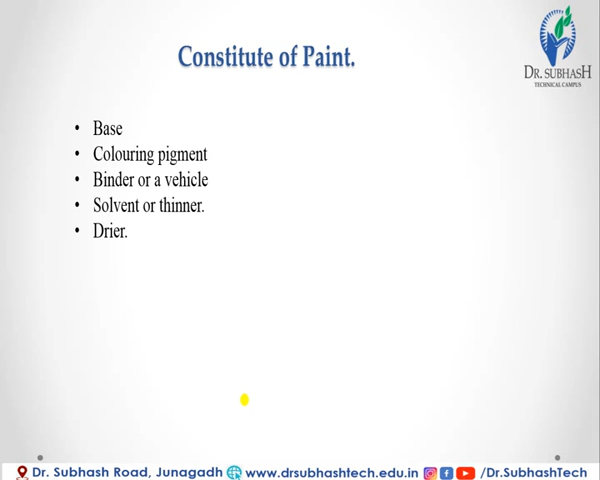 Constitute of Paint.
DR. SUBHASH
TECHNICAL CAMPUS
• Base
• Colouring pigment
• Binder or a vehicle
• Solvent or thinner.
• Drier.
Dr. Subhash Road, Junagadh www.drsubhashtech.edu.in /Dr.SubhashTech